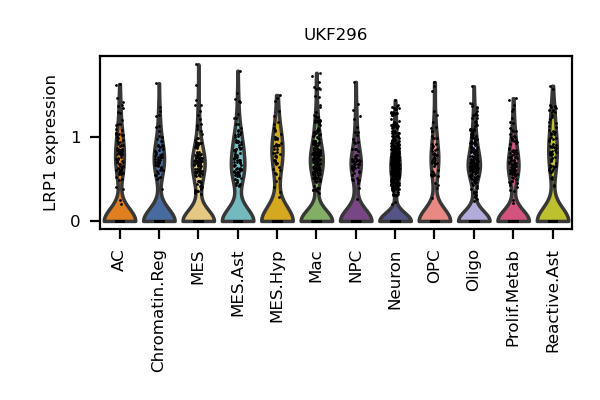 UKF296
LRP1 expression
1
0
AC
Chromatin.Reg
MES
MES.Ast
MES.Hyp
Mac
NPC
Neuron
OPC
Oligo
Prolif.Metab
Reactive.Ast